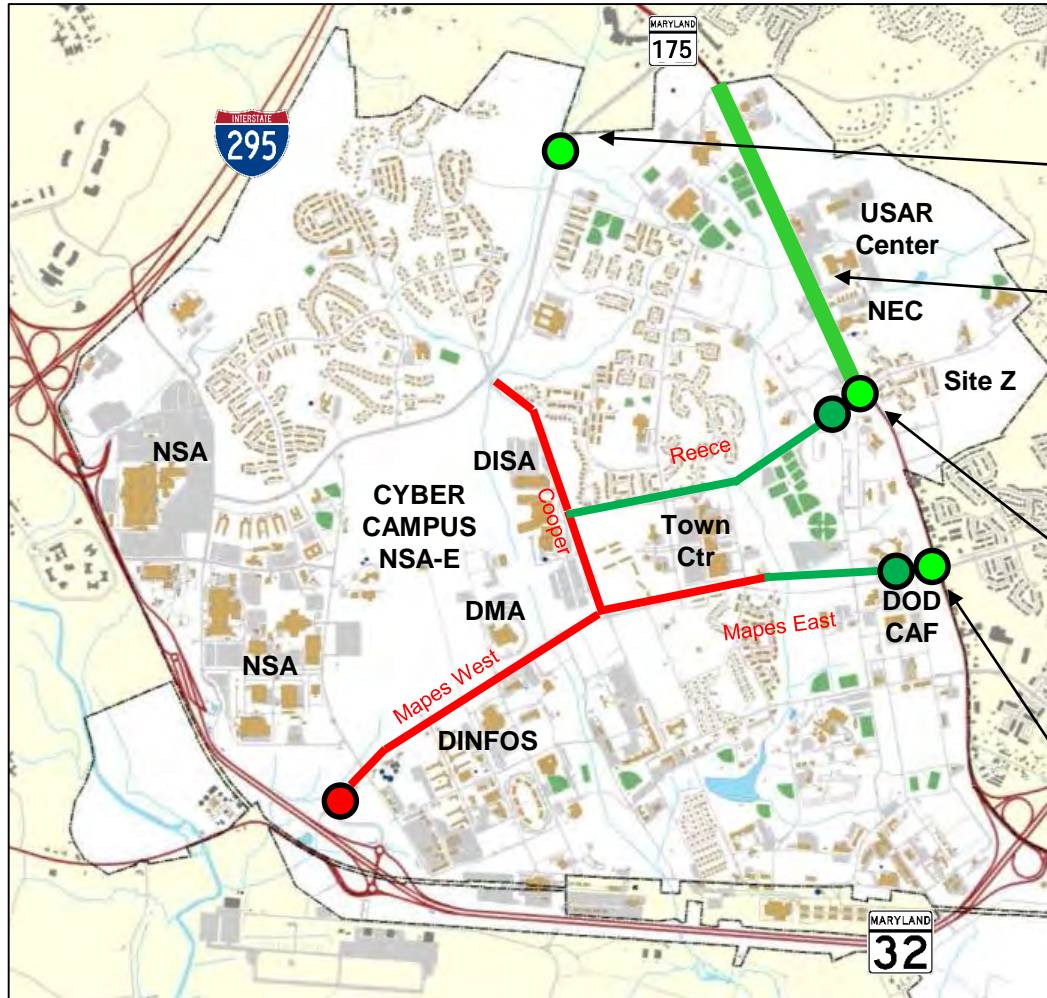 MARYLAND
175
INTERSTATE
295
USAR
Center
NEC
Site Z
NSA
DISA
Reece
Cooper
CYBER
CAMPUS
NSA-E
Town
Ctr
DMA
DOD
CAF
Mapes East
NSA
Mapes West
DINFOS
MARYLAND
32